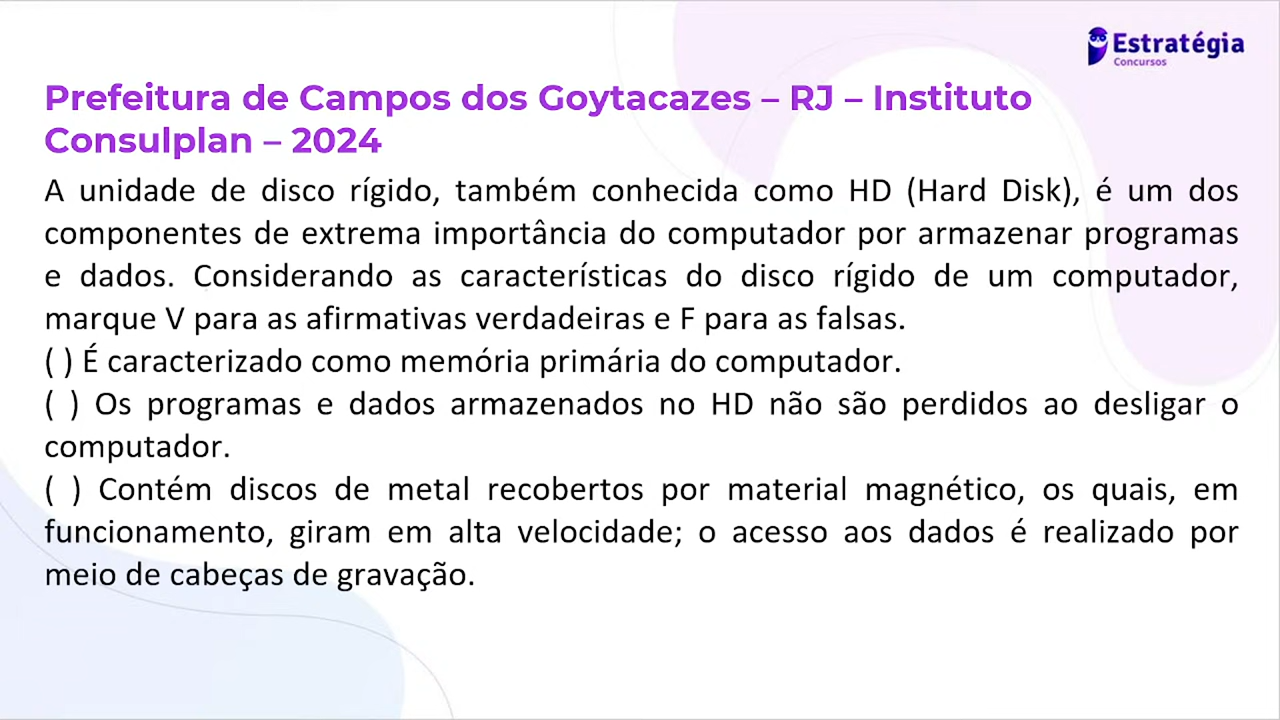 Estratégia
Concursos
Prefeitura de Campos dos Goytacazes – RJ – Instituto
Consulplan – 2024
A unidade de disco rígido, também conhecida como HD (Hard Disk), é um dos
componentes de extrema importância do computador por armazenar programas
e dados. Considerando as características do disco rígido de um computador,
marque V para as afirmativas verdadeiras e F para as falsas.
( ) É caracterizado como memória primária do computador.
( ) Os programas e dados armazenados no HD não são perdidos ao desligar o
computador.
( ) Contém discos de metal recobertos por material magnético, os quais, em
funcionamento, giram em alta velocidade; o acesso aos dados é realizado por
meio de cabeças de gravação.